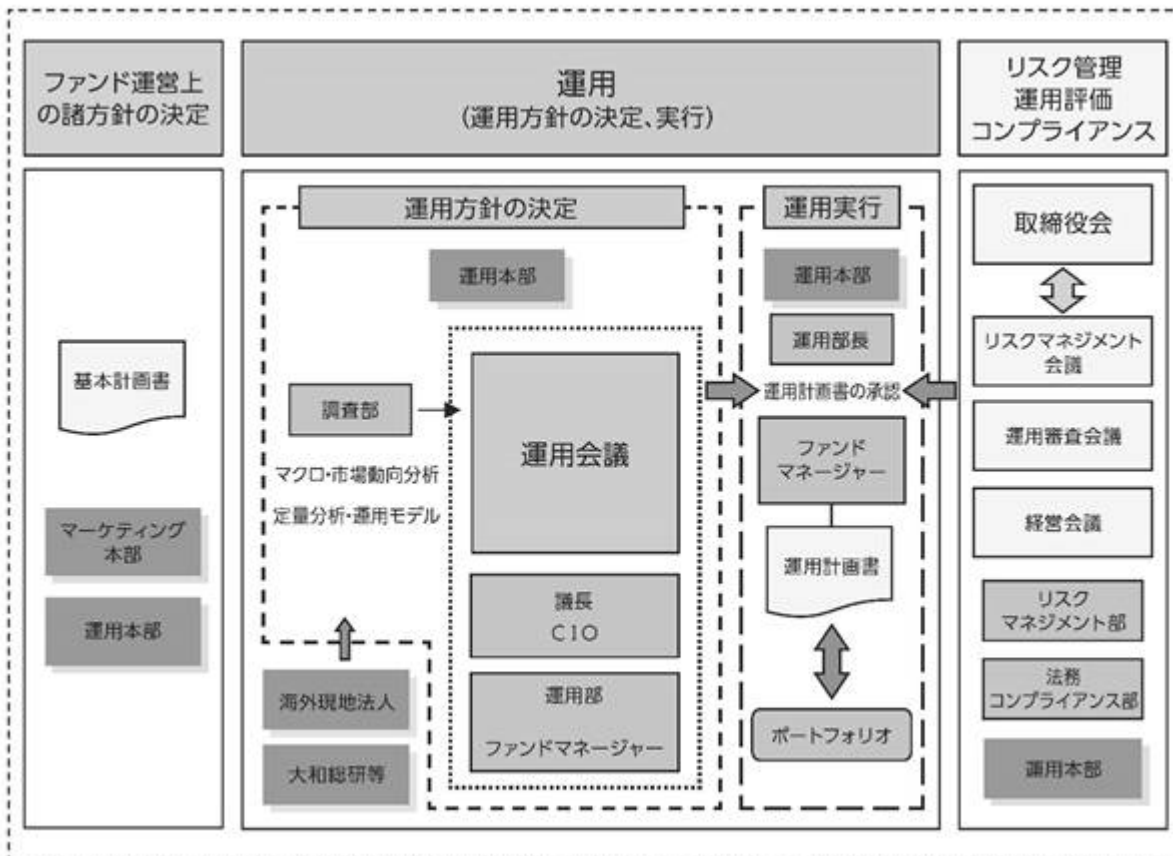 ファンド運営上
の諸方針の決定
運用
(運用方針の決定、実行)
リスク管理
運用評価
コンプライアンス
基本計画書
マーケティング
本部
運用本部
運用方針の決定
運用本部
調査部
マクロ・市場動向分析
定量分析・運用モデル
海外現地法人
大和総研等
運用会議
議長
CIO
運用部
ファンドマネージャー
運用実行
運用本部
運用部長
運用計画書の承認
ファンド
マネージャー
運用計画書
ポートフォリオ
取締役会
リスクマネジメント
会議
運用審査会議
経営会議
リスク
マネジメント部
法務
コンプライアンス部
運用本部